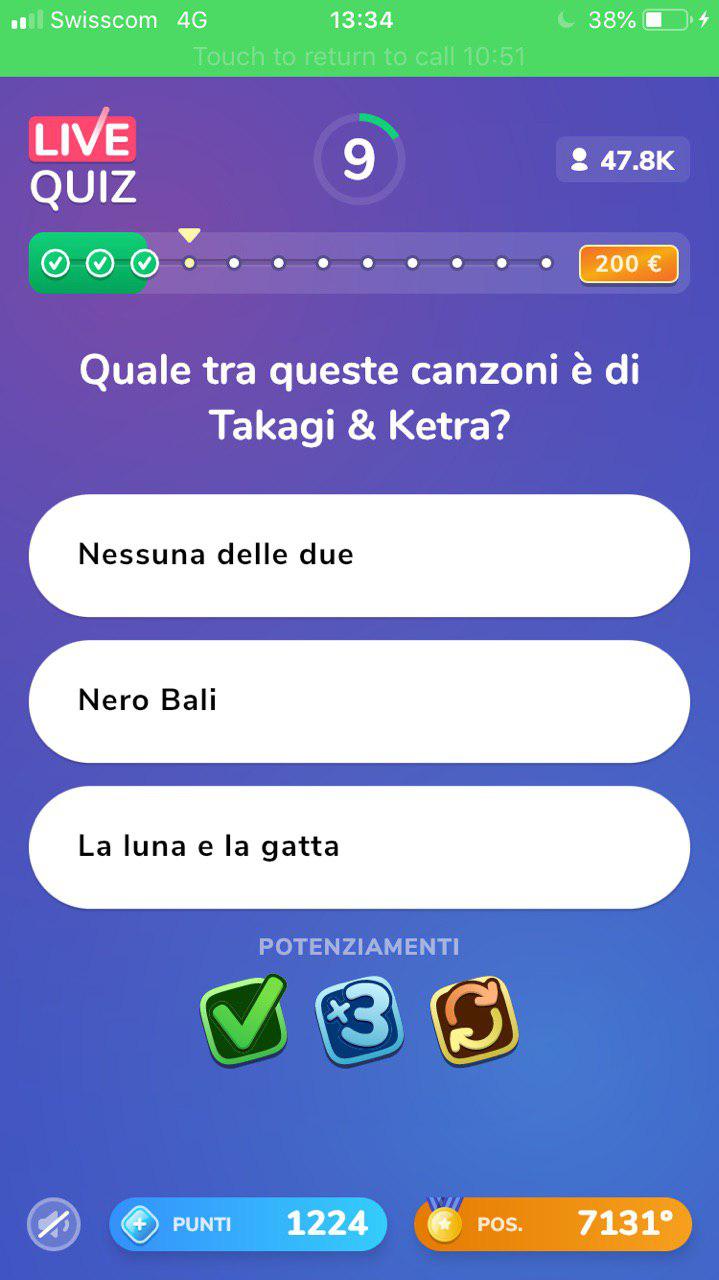 Swisscom 4G 13:34 38%
Touch to return to call 10:51
LIVE
QUIZ
9
47.8K
200 €
Quale tra queste canzoni è di
Takagi & Ketra?
Nessuna delle due
Nero Bali
La luna e la gatta
POTENZIAMENTI
×3
PUNTI 1224
POS. 7131°